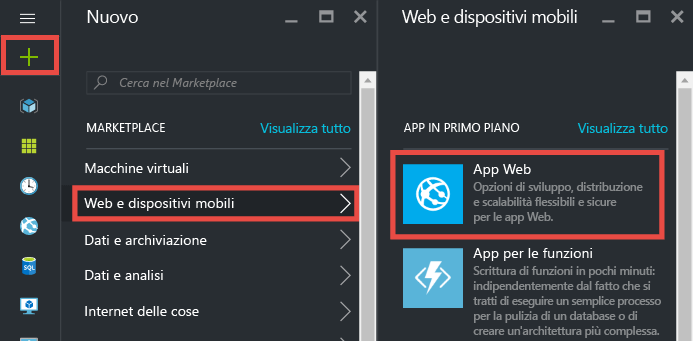 Nuovo
Cerca nel Marketplace
MARKETPLACE Visualizza tutto
Macchine virtuali
Web e dispositivi mobili
Dati e archiviazione
Dati e analisi
Internet delle cose
Web e dispositivi mobili
APP IN PRIMO PIANO Visualizza tutto
App Web
Opzioni di sviluppo, distribuzione
e scalabilità flessibili e sicure
per le app Web.
App per le funzioni
Scrittura di funzioni in pochi minuti:
indipendentemente dal fatto che si
tratti di eseguire un semplice processo
per la pulizia di un database o di
creare un'architettura più complessa.
SQL